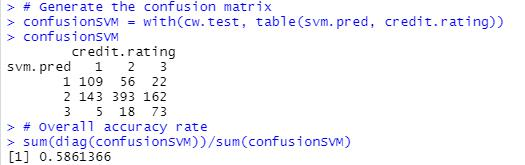 > # Generate the confusion matrix
> confusionSVM = with(cw.test, table(svm.pred, credit.rating))
> confusionSVM
credit.rating
svm.pred 1 2 3
1 109 56 22
2 143 393 162
3 5 18 73
> # Overall accuracy rate
> sum(diag(confusionSVM))/sum(confusionSVM)
[1] 0.5861366